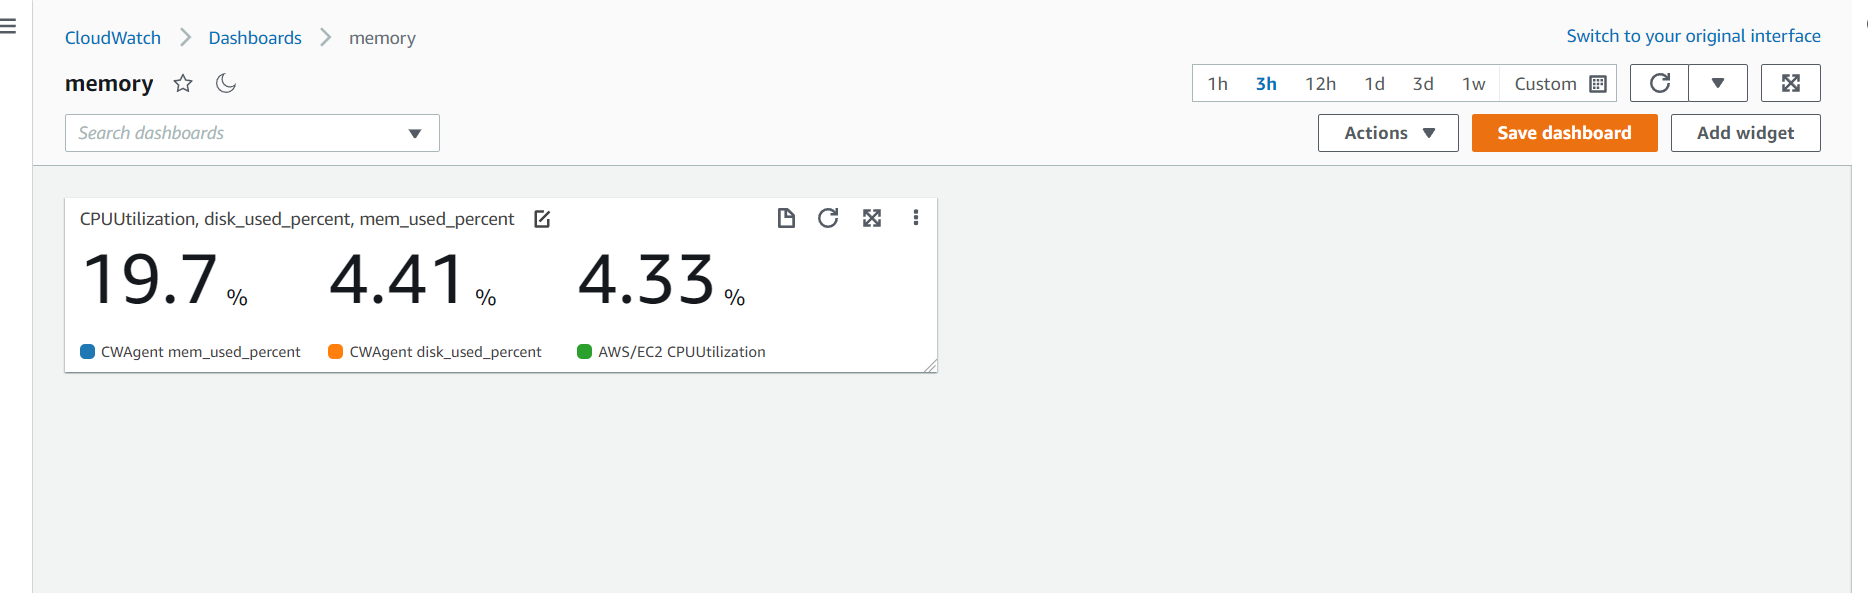 CloudWatch > Dashboards > memory
Switch to your original interface
memory
1h 3h 12h 1d 3d 1w Custom
Search dashboards
Actions Save dashboard Add widget
CPUUtilization, disk_used_percent, mem_used_percent
19.7 % 4.41 % 4.33 %
CWAgent mem_used_percent CWAgent disk_used_percent AWS/EC2 CPUUtilization